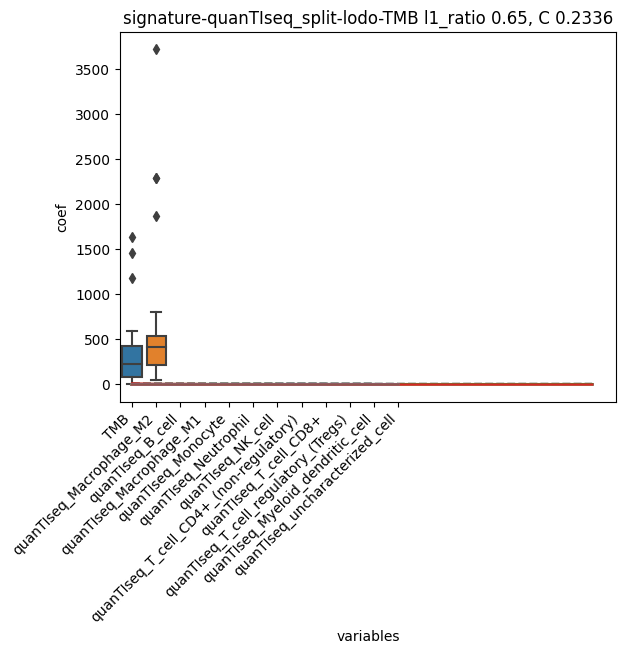 signature-quanTIseq_split-lodo-TMB l1_ratio 0.65, C 0.2336
3500
3000
2500
2000
1500
1000
500
0
coef
TMB
quanTIseq_Macrophage_M2
quanTIseq_B_cell
quanTIseq_Macrophage_M1
quanTIseq_Monocyte
quanTIseq_Neutrophil
quanTIseq_NK_cell
quanTIseq_T_cell_CD4+_(non-regulatory)
quanTIseq_T_cell_CD8+
quanTIseq_T_cell_regulatory_(Tregs)
quanTIseq_Myeloid_dendritic_cell
quanTIseq_uncharacterized_cell
variables